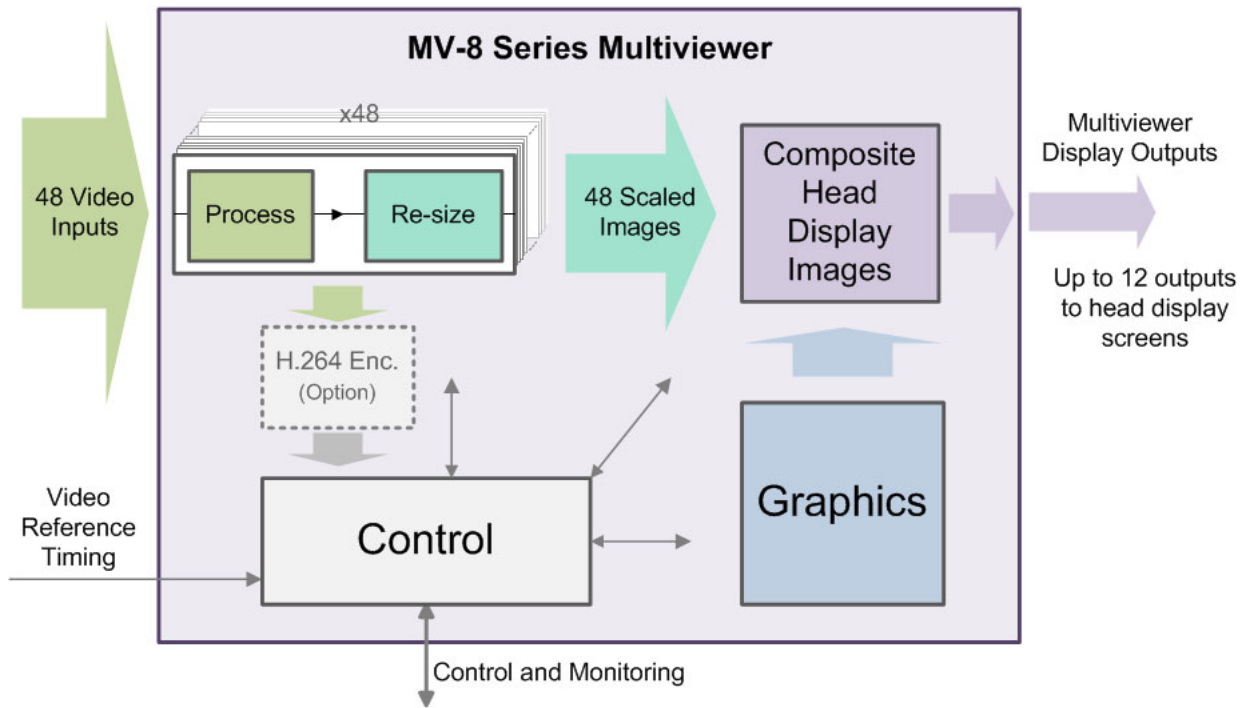 MV-8 Series Multiviewer
x48
48 Video
Inputs
Process
Re-size
48 Scaled
Images
Composite
Head
Display
Images
Multiviewer
Display Outputs
Up to 12 outputs
to head display
screens
H.264 Enc.
(Option)
Video
Reference
Timing
Control
Graphics
Control and Monitoring